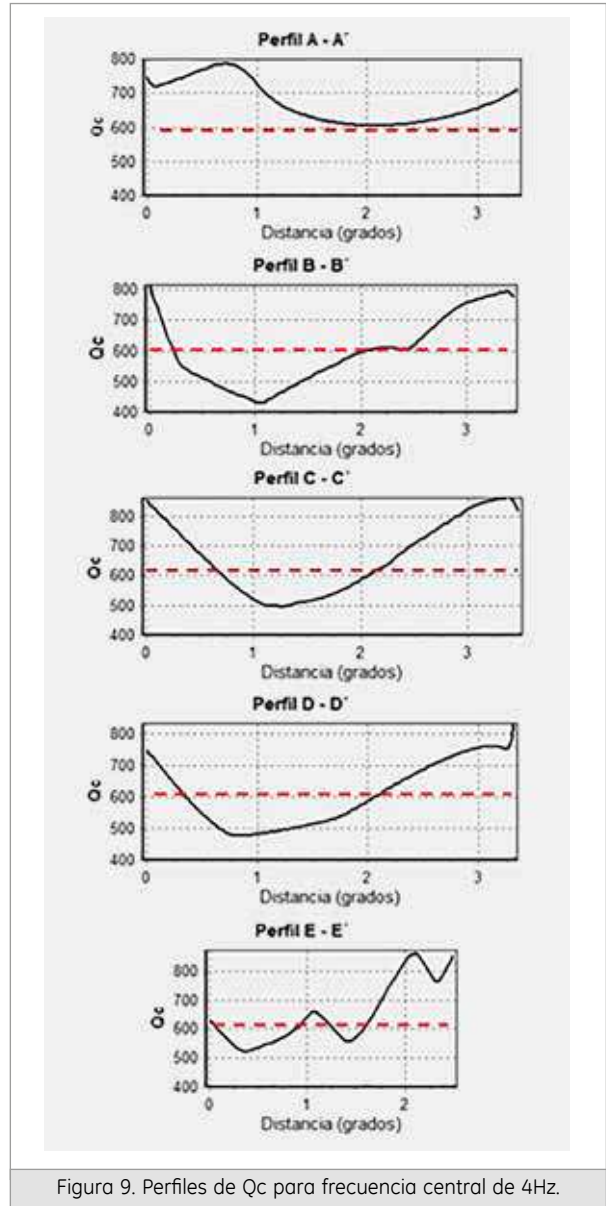 Perfil A - A´
800
700
600
500
400
Qc
0 1 2 3
Distancia (grados)
Perfil B - B´
800
700
600
500
400
Qc
0 1 2 3
Distancia (grados)
Perfil C - C´
800
700
600
500
400
Qc
0 1 2 3
Distancia (grados)
Perfil D - D´
800
700
600
500
400
Qc
0 1 2 3
Distancia (grados)
Perfil E - E´
800
700
600
500
400
Qc
0 1 2
Distancia (grados)
Figura 9. Perfiles de Qc para frecuencia central de 4Hz.